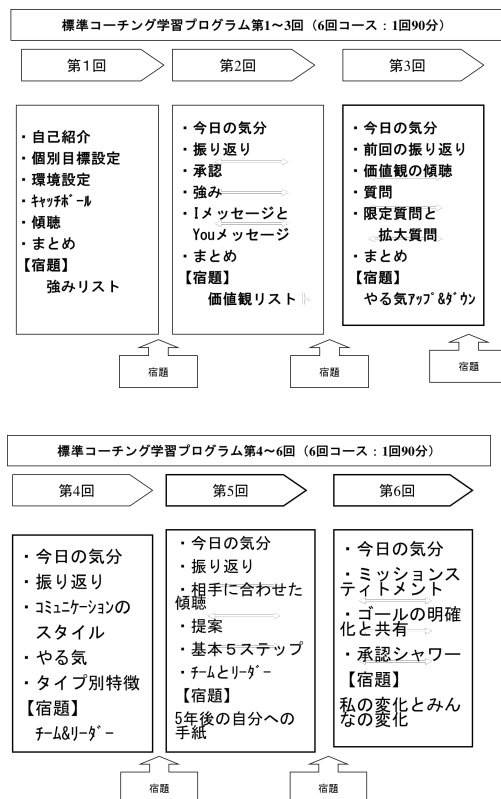 標準コーチング学習プログラム第1～3回（6回コース：1回90分）
第１回
第2回
第3回
・自己紹介
・個別目標設定
・環境設定
・ｷｬｯﾁﾎﾞｰﾙ
・傾聴
・まとめ
【宿題】
強みリスト
・今日の気分
・振り返り
・承認
・強み
・Iメッセージと
Youメッセージ
・まとめ
【宿題】
価値観リスト
・今日の気分
・前回の振り返り
・価値観の傾聴
・質問
・限定質問と
拡大質問
・まとめ
【宿題】
やる気ｱｯﾌﾟ&ﾀﾞｳﾝ
宿題
宿題
宿題
標準コーチング学習プログラム第4～6回（6回コース：1回90分）
第4回
第5回
第6回
・今日の気分
・振り返り
・ｺﾐｭﾆｹｰｼｮﾝの
スタイル
・やる気
・タイプ別特徴
【宿題】
ﾁｰﾑ&ﾘｰﾀﾞｰ
・今日の気分
・振り返り
・相手に合わせた
傾聴
・提案
・基本５ステップ
・ﾁｰﾑとﾘｰﾀﾞｰ
【宿題】
5年後の自分への
手紙
・今日の気分
・ミッションス
テイトメント
・ゴールの明確
化と共有
・承認シャワー
【宿題】
私の変化とみん
なの変化
宿題
宿題